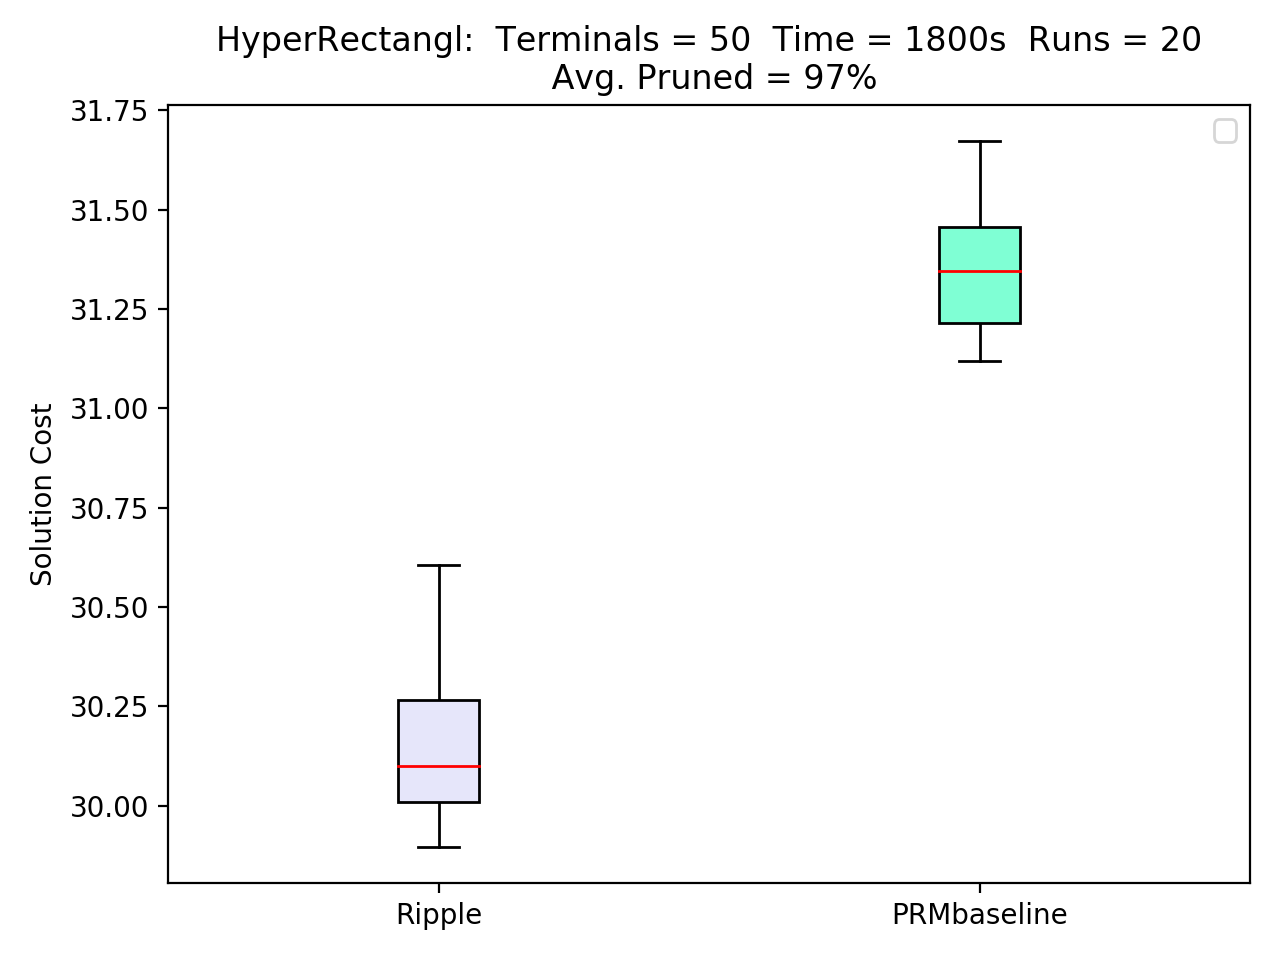 HyperRectangl:  Terminals = 50  Time = 1800s  Runs = 20
Avg. Pruned = 97%
31.75
31.50
31.25
31.00
30.75
30.50
30.25
30.00
Solution Cost
Ripple
PRMbaseline